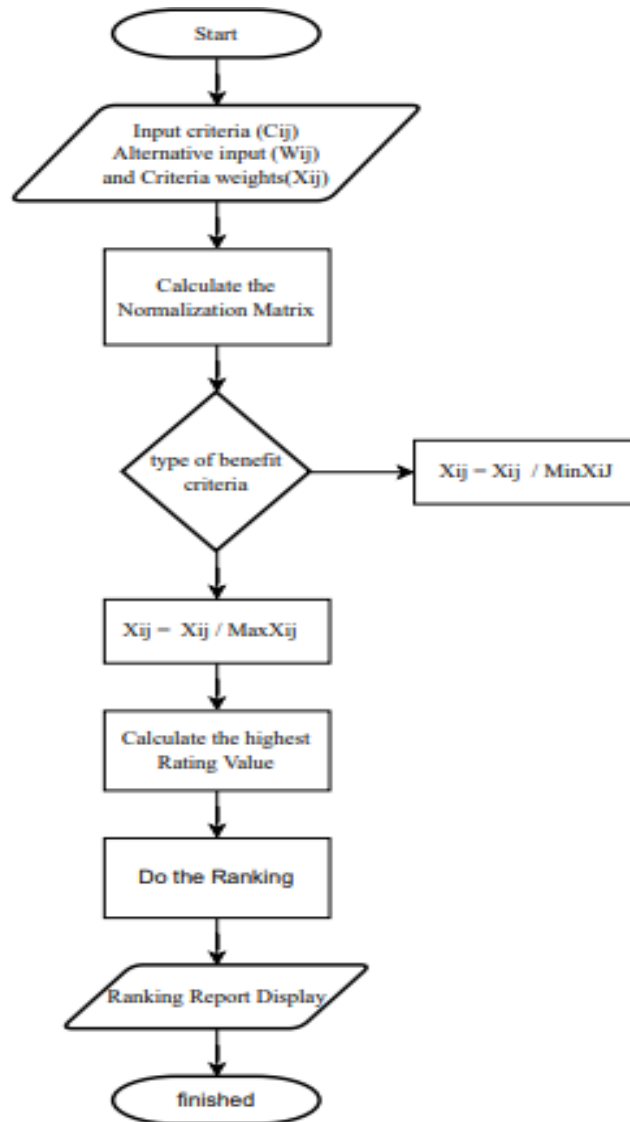 Start
Input criteria (Cij)
Alternative input (Wij)
and Criteria weights(Xij)
Calculate the
Normalization Matrix
type of benefit
criteria
Xij = Xij / MinXiJ
Xij = Xij / MaxXij
Calculate the highest
Rating Value
Do the Ranking
Ranking Report Display
finished